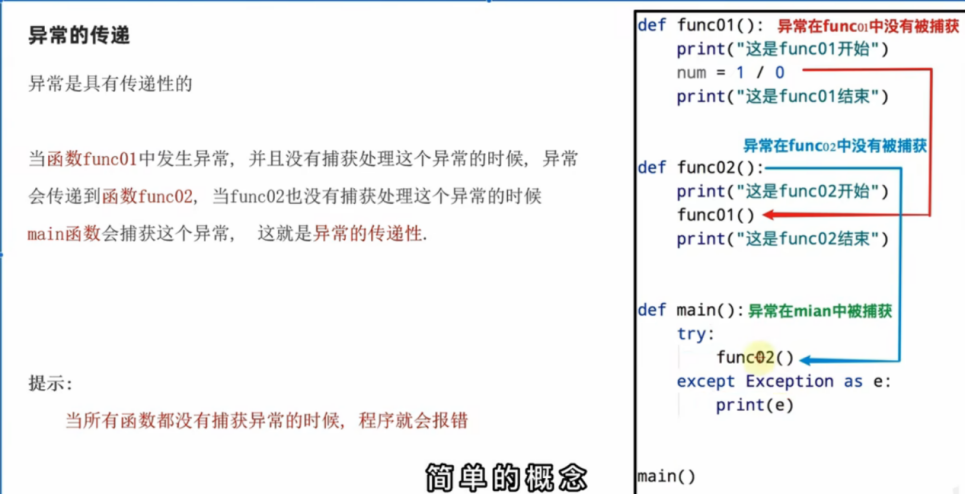 异常的传递
异常是具有传递性的
当函数func01中发生异常, 并且没有捕获处理这个异常的时候, 异常
会传递到函数func02, 当func02也没有捕获处理这个异常的时候
main函数会捕获这个异常, 这就是异常的传递性.
提示:
当所有函数都没有捕获异常的时候, 程序就会报错
def func01(): 异常在func01中没有被捕获
print("这是func01开始")
num = 1 / 0
print("这是func01结束")
异常在func02中没有被捕获
def func02():
print("这是func02开始")
func01()
print("这是func02结束")
def main(): 异常在mian中被捕获
try:
func02()
except Exception as e:
print(e)
main()
简单的概念